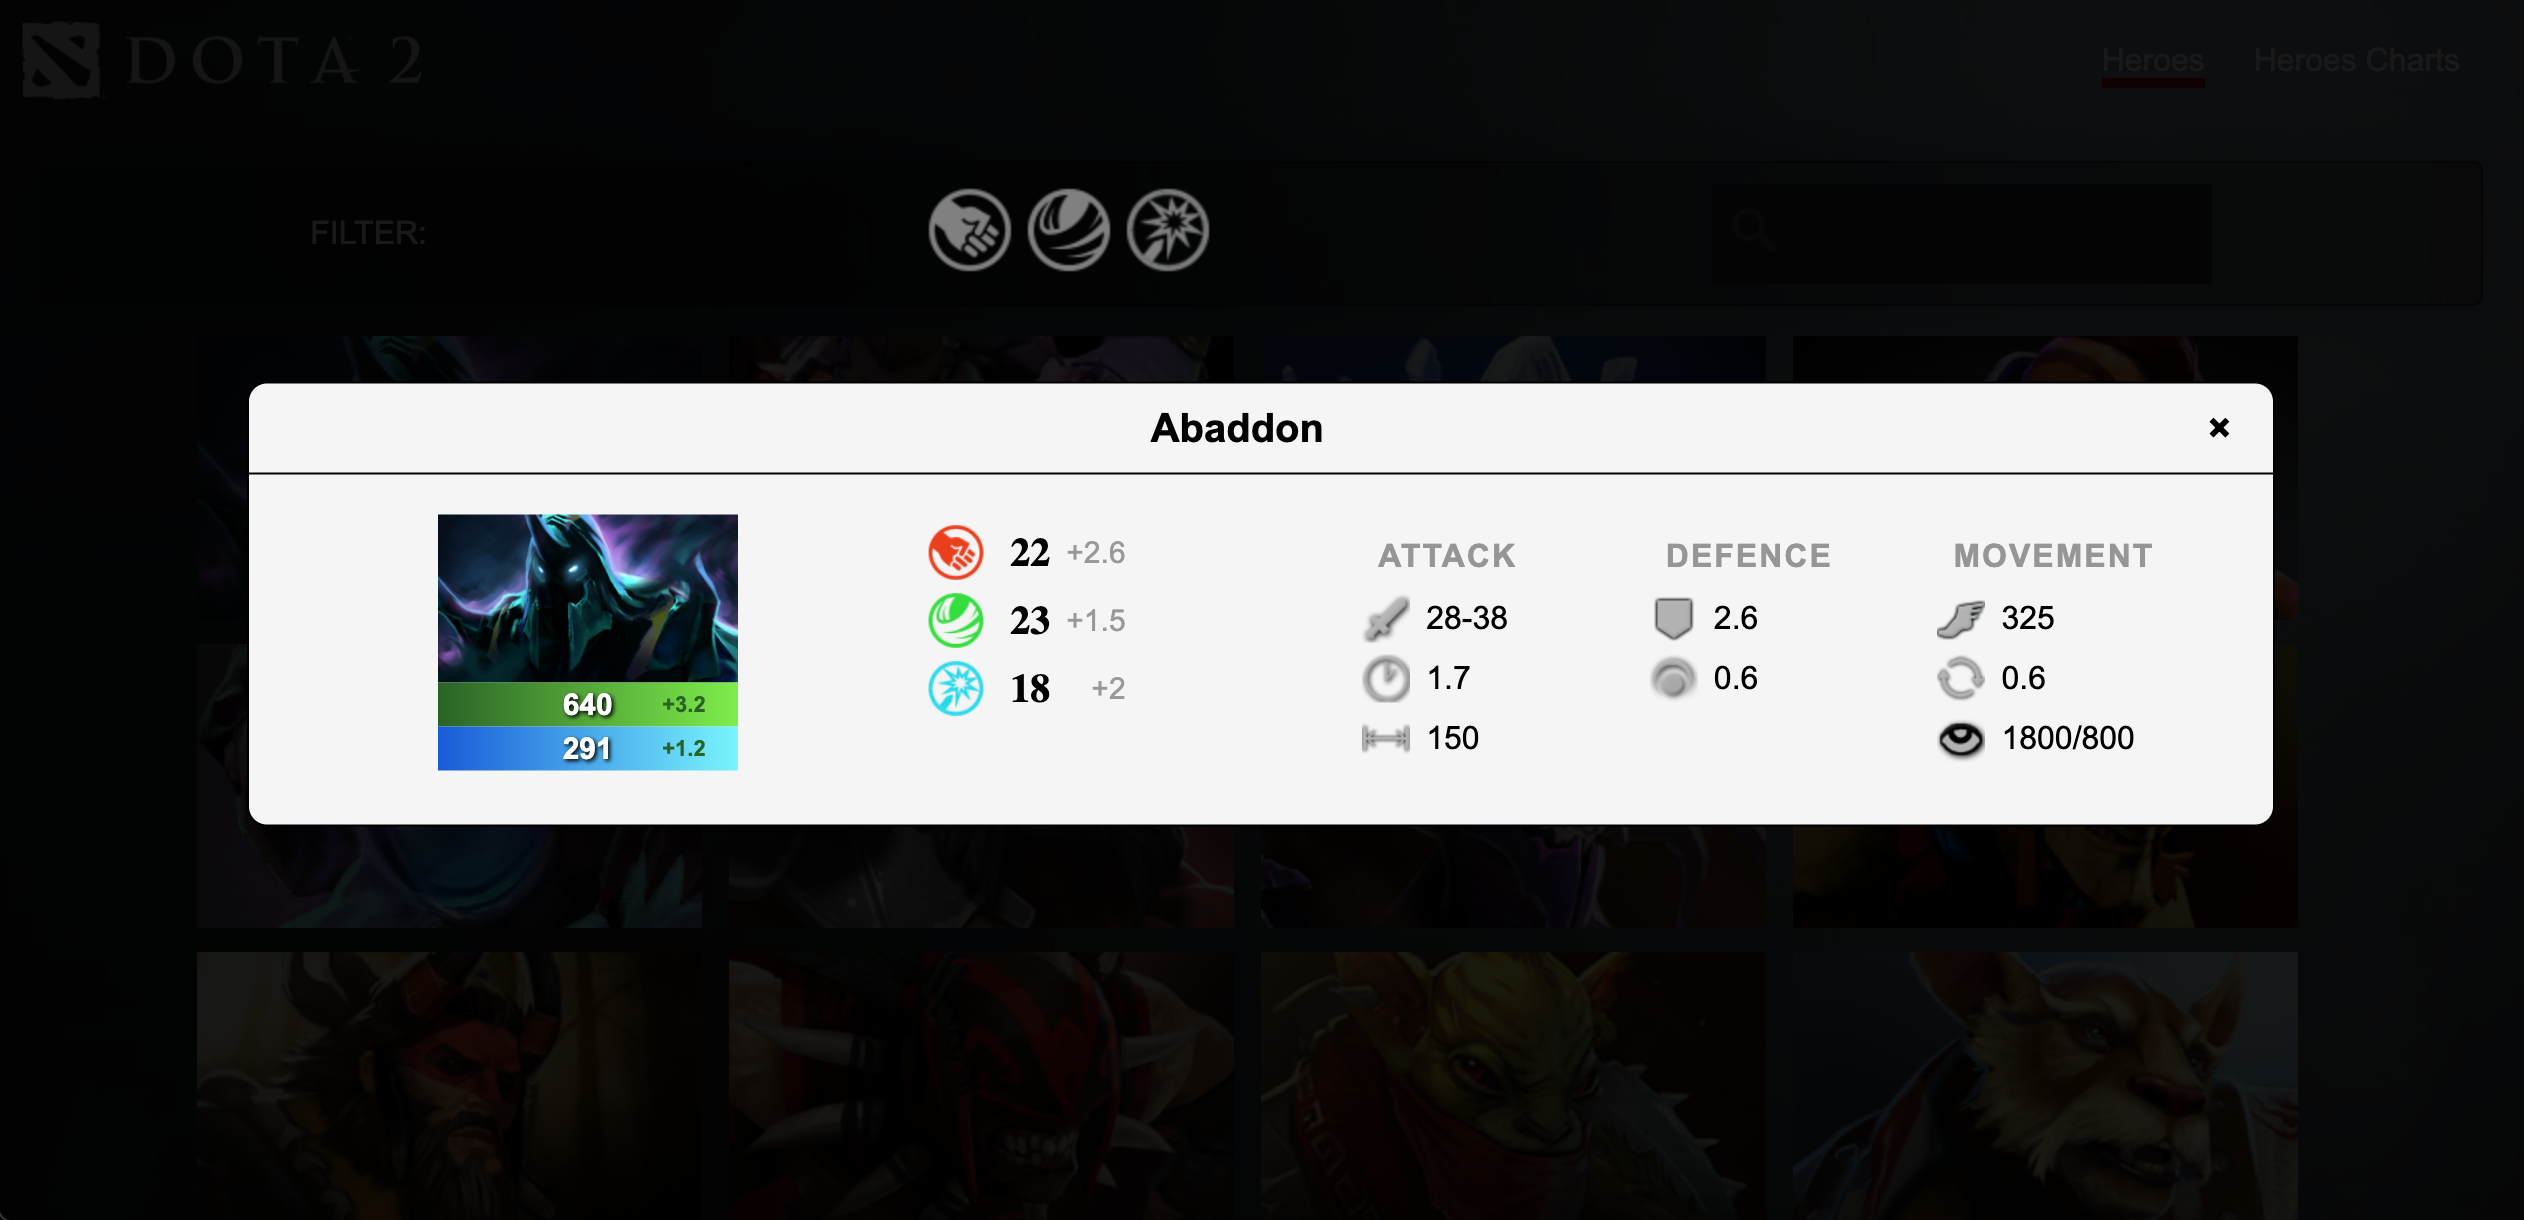 DOTA 2
Heroes
Heroes Charts
FILTER:
Abaddon
×
640 +3.2
291 +1.2
22 +2.6
23 +1.5
18 +2
ATTACK
28-38
1.7
150
DEFENCE
2.6
0.6
MOVEMENT
325
0.6
1800/800